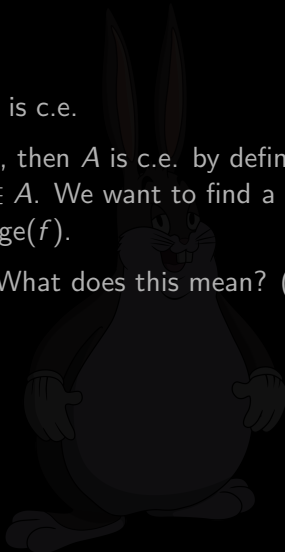 is c.e.
, then A is c.e. by defin
A. We want to find a
ge(f).
What does this mean? (